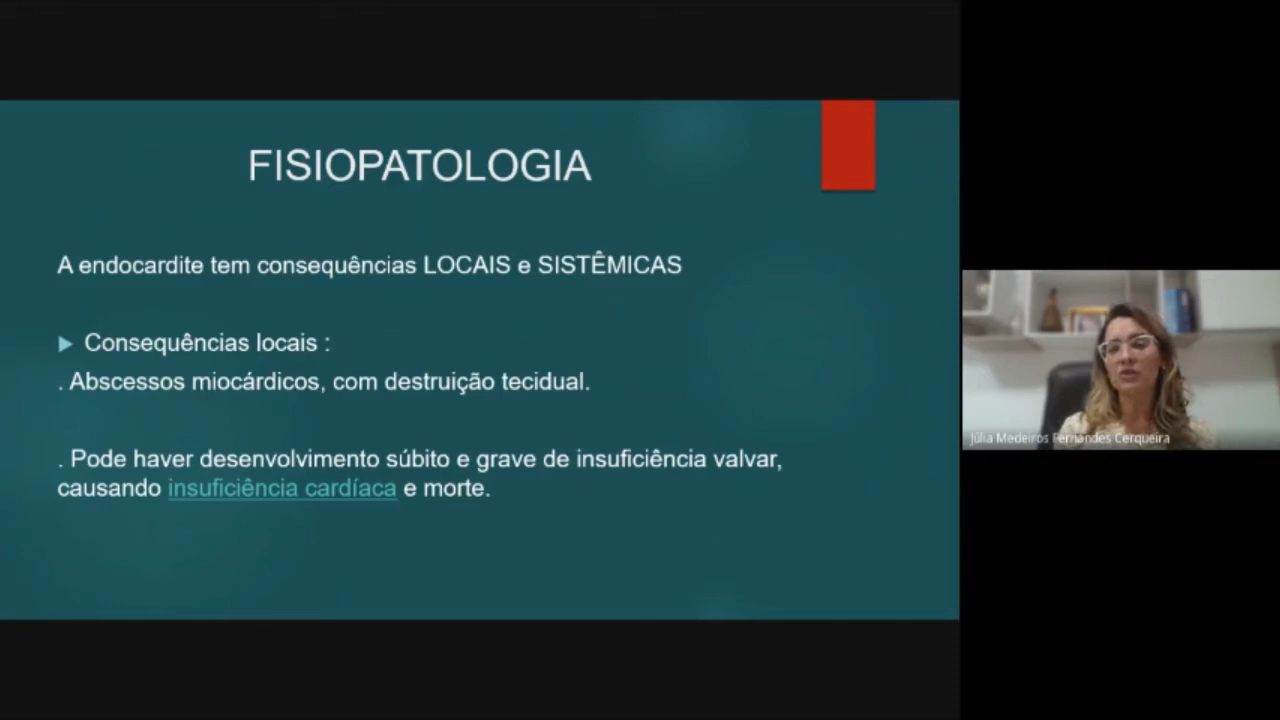 FISIOPATOLOGIA
A endocardite tem consequências LOCAIS e SISTÊMICAS
Consequências locais :
. Abscessos miocárdicos, com destruição tecidual.
. Pode haver desenvolvimento súbito e grave de insuficiência valvar,
causando insuficiência cardíaca e morte.
Júlia Medeiros Fernandes Cerqueira